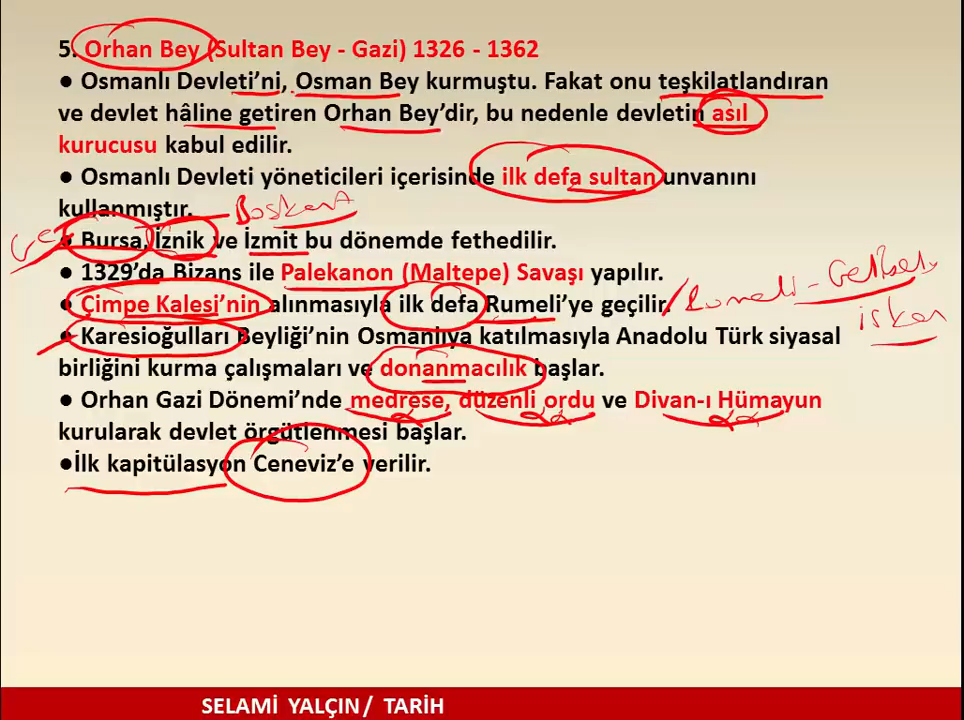 5. Orhan Bey (Sultan Bey - Gazi) 1326 - 1362
● Osmanlı Devleti’ni, Osman Bey kurmuştu. Fakat onu teşkilatlandıran
ve devlet hâline getiren Orhan Bey’dir, bu nedenle devletin asıl
kurucusu kabul edilir.
● Osmanlı Devleti yöneticileri içerisinde ilk defa sultan unvanını
kullanmıştır.
Başkent
● Bursa, İznik ve İzmit bu dönemde fethedilir.
● 1329’da Bizans ile Palekanon (Maltepe) Savaşı yapılır.
● Çimpe Kalesi’nin alınmasıyla ilk defa Rumeli’ye geçilir.
Rumeli -
● Karesioğulları Beyliği’nin Osmanlıya katılmasıyla Anadolu Türk siyasal
birliğini kurma çalışmaları ve donanmacılık başlar.
● Orhan Gazi Dönemi’nde medrese, düzenli ordu ve Divan-ı Hümayun
kurularak devlet örgütlenmesi başlar.
●İlk kapitülasyon Ceneviz’e verilir.
SELAMİ YALÇIN/ TARİH